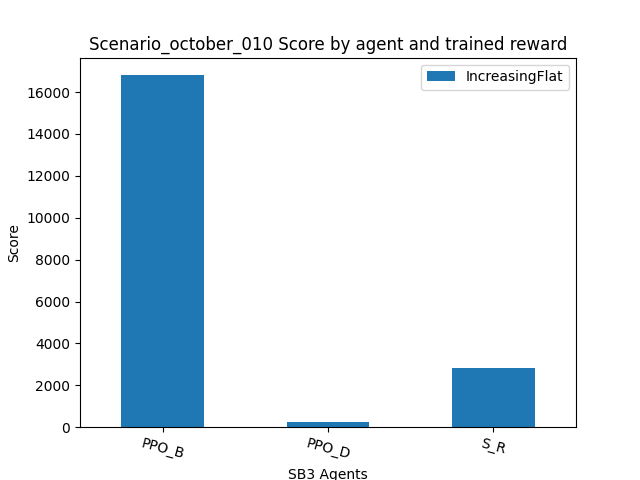 Scenario_october_010 Score by agent and trained reward
IncreasingFlat
Score
16000
14000
12000
10000
8000
6000
4000
2000
0
PPO_B
PPO_D
S_R
SB3 Agents